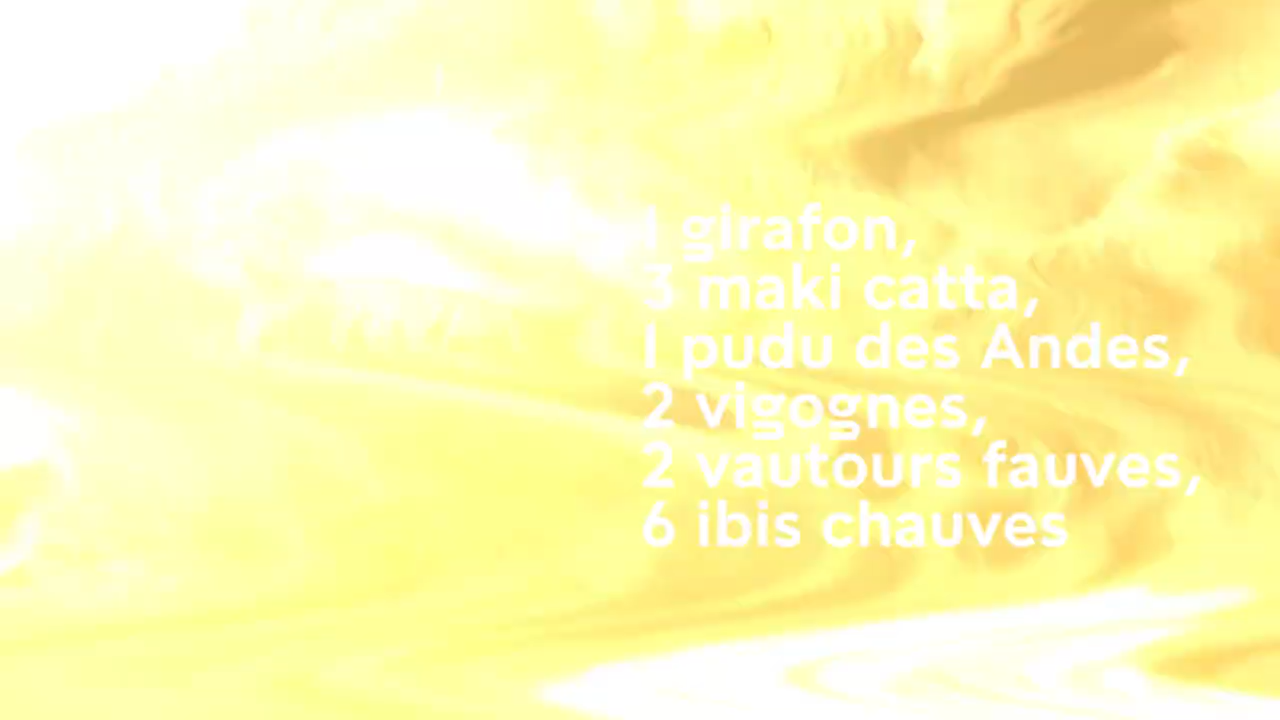 1 girafon,
3 maki catta,
1 pudu des Andes,
2 vigognes,
2 vautours fauves,
6 ibis chauves